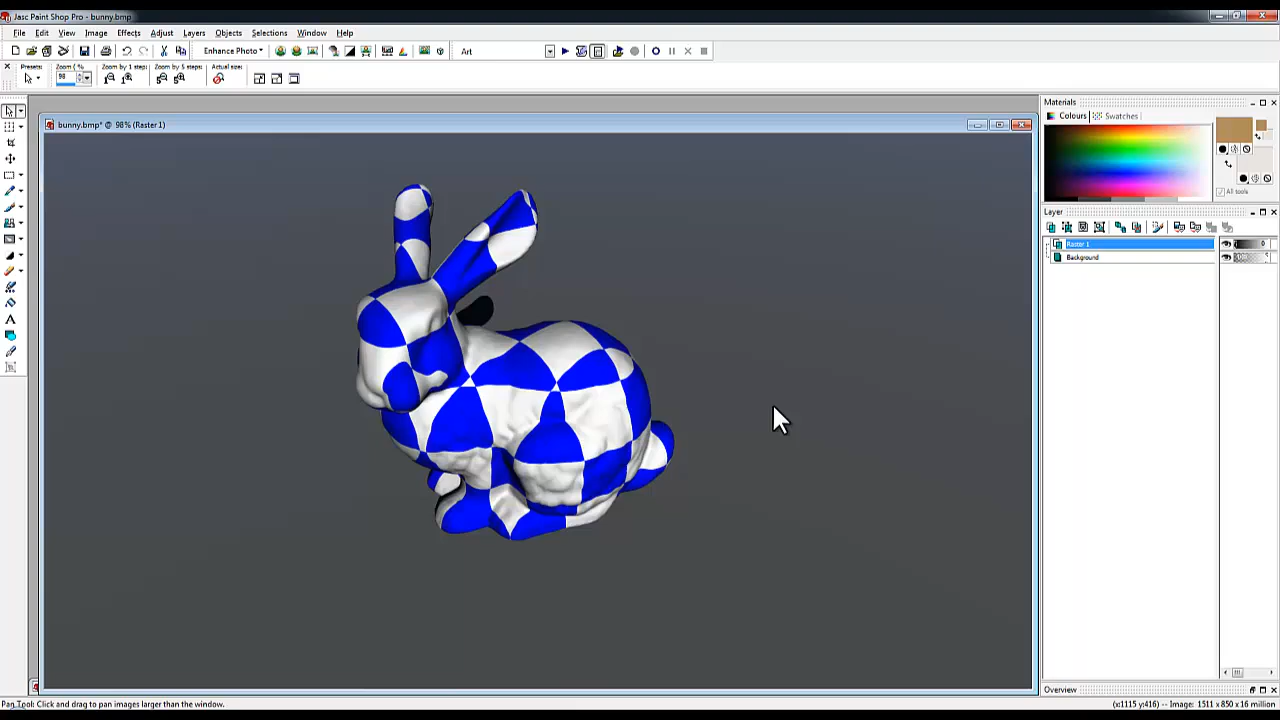 Jasc Paint Shop Pro - bunny.bmp
File Edit View Image Effects Adjust Layers Objects Selections Window Help
Enhance Photo Art
Presets: Zoom (% Zoom by 1 step: Zoom by 5 steps: Actual size:
98
Materials
Colours Swatches
All tools
bunny.bmp* @ 98% (Raster 1)
Layer
Raster 1 0
Background
Overview
Pan Tool: Click and drag to pan images larger than the window.
(x:1115 y:416) -- Image: 1511 x 850 x 16 million